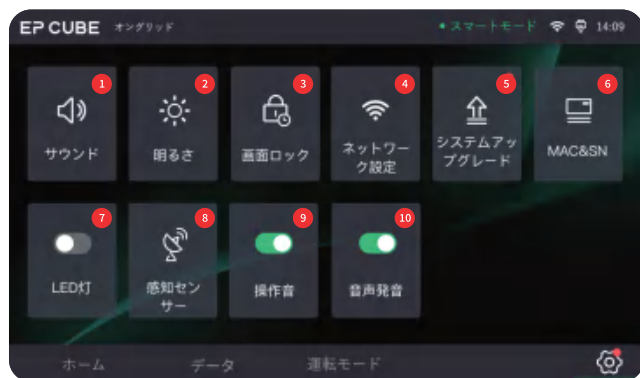 EP CUBE オングリッド
スマートモード 14:09
1 2 3 4 5 6
サウンド
明るさ
画面ロック
ネットワー
ク設定
システムアッ
プグレード
MAC&SN
7 8 9 10
LED灯
感知セン
サー
操作音
音声発音
ホーム データ 運転モード